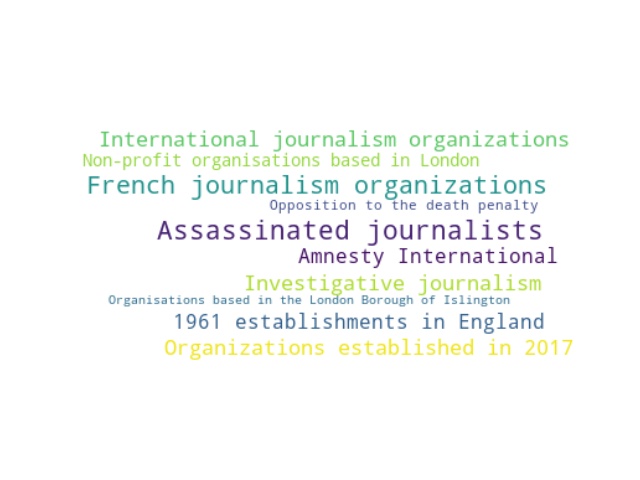 International journalism organizations
Non-profit organisations based in London
French journalism organizations
Opposition to the death penalty
Assassinated journalists
Amnesty International
Investigative journalism
Organisations based in the London Borough of Islington
1961 establishments in England
Organizations established in 2017